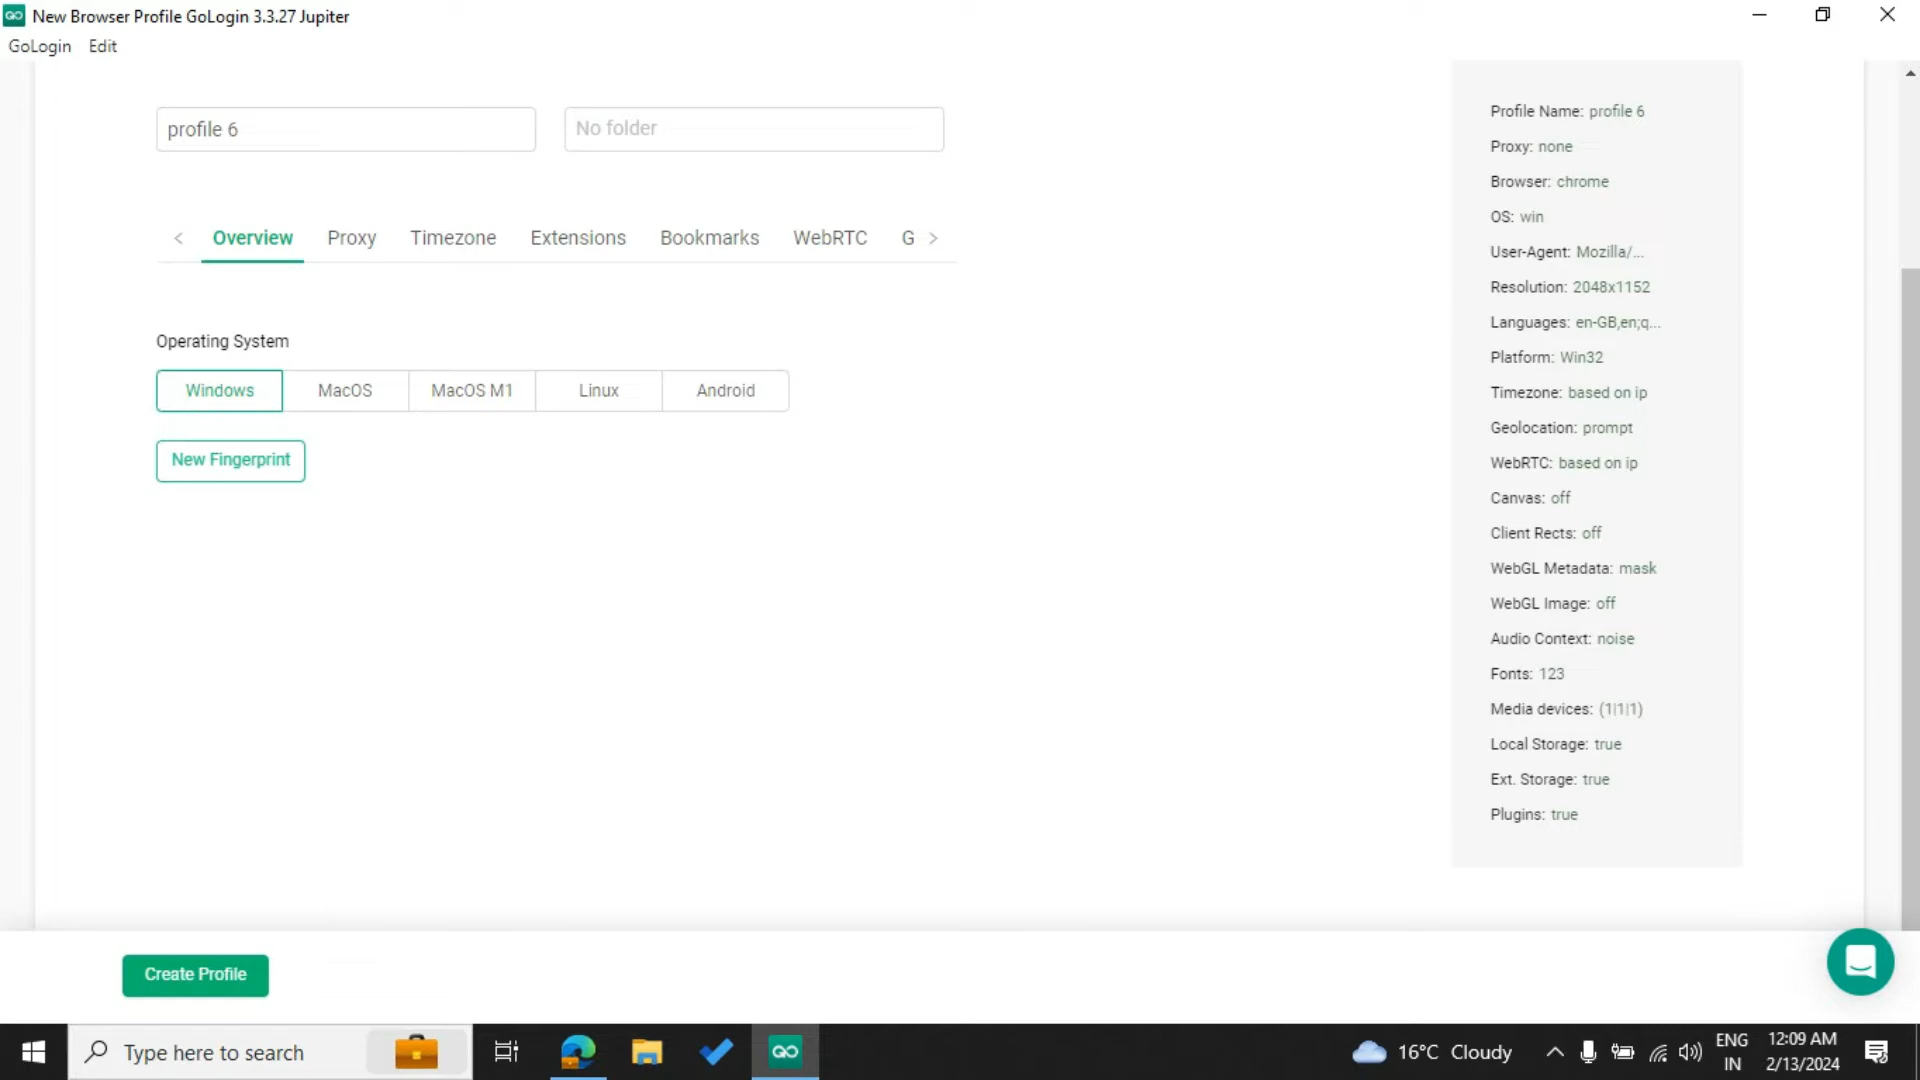 New Browser Profile GoLogin 3.3.27 Jupiter
GoLogin Edit
profile 6
No folder
Overview Proxy Timezone Extensions Bookmarks WebRTC G
Operating System
Windows MacOS MacOS M1 Linux Android
New Fingerprint
Profile Name: profile 6
Proxy: none
Browser: chrome
OS: win
User-Agent: Mozilla/...
Resolution: 2048x1152
Languages: en-GB,en;q...
Platform: Win32
Timezone: based on ip
Geolocation: prompt
WebRTC: based on ip
Canvas: off
Client Rects: off
WebGL Metadata: mask
WebGL Image: off
Audio Context: noise
Fonts: 123
Media devices: (1|1|1)
Local Storage: true
Ext. Storage: true
Plugins: true
Create Profile
Type here to search
16°C Cloudy
ENG
IN
12:09 AM
2/13/2024